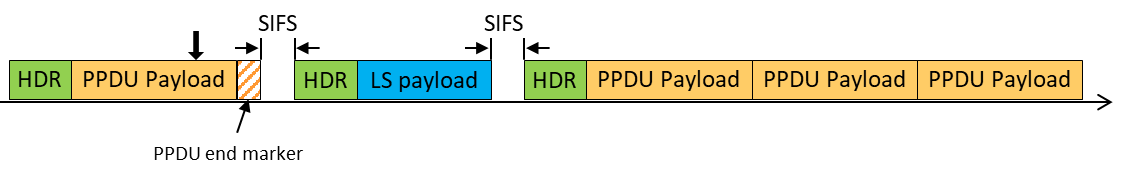 SIFS
SIFS
HDR PPDU Payload
HDR LS payload
HDR PPDU Payload PPDU Payload PPDU Payload
PPDU end marker